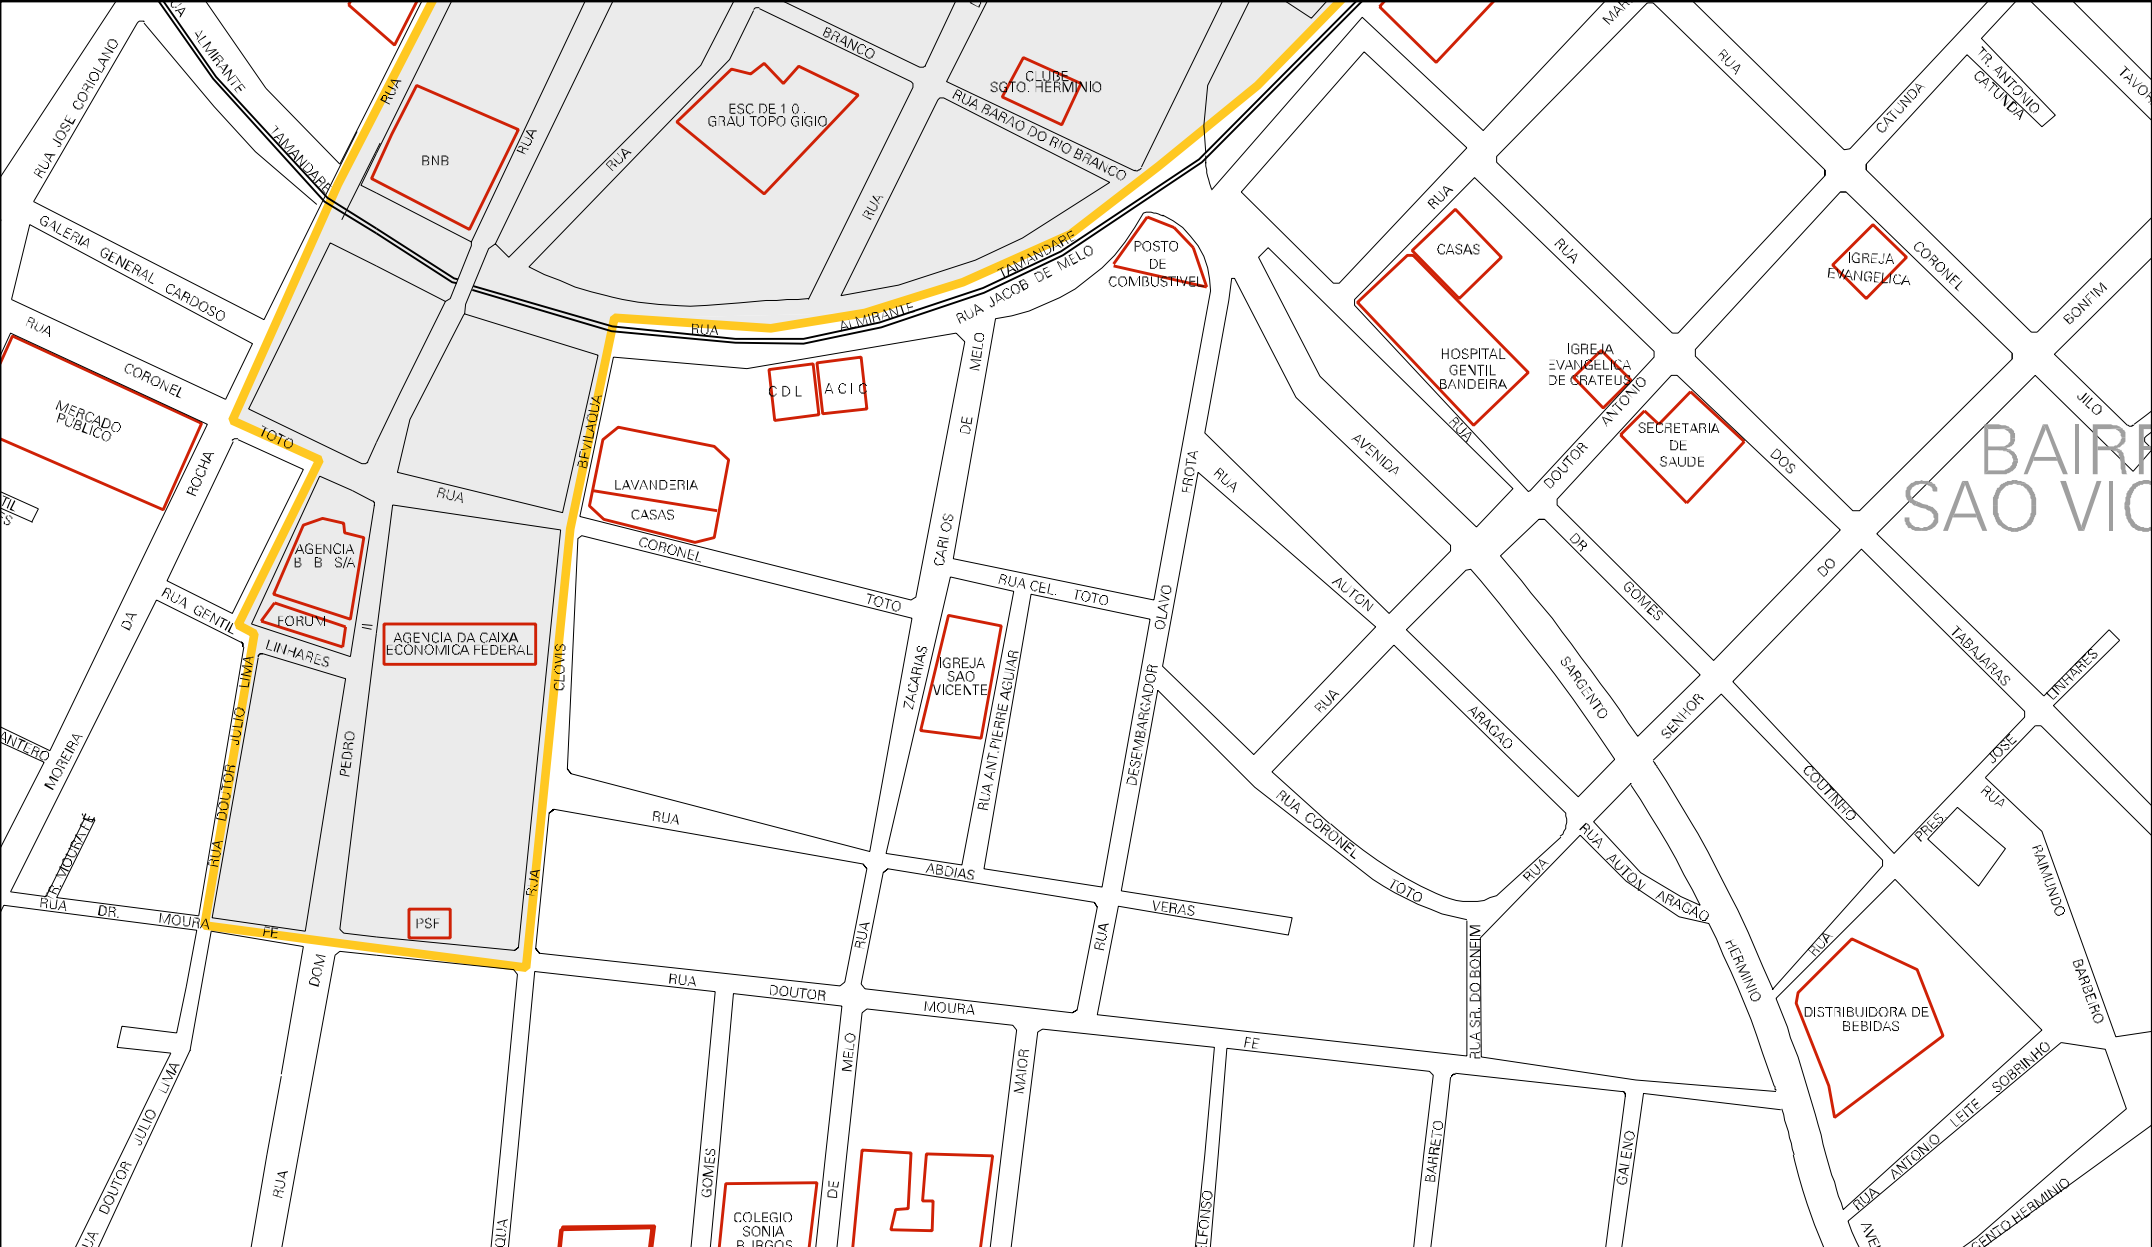 RUA JOSE CORIOLANO
ALMIRANTE
TAMANDARE
RUA
BNB
RUA
RUA
BRANCO
ESC.DE 1 0.
GRAU TOPO GIGIO
CLUBE
SGTO. HERMINIO
RUA BARAO DO RIO BRANCO
RUA
GALERIA GENERAL CARDOSO
RUA
CORONEL
TOTO
MERCADO
PUBLICO
ROCHA
DA
MOREIRA
RUA GENTIL
LINHARES
AGENCIA
B B S/A
FORUM
II
PEDRO
DOM
RUA
AGENCIA DA CAIXA
ECONOMICA FEDERAL
PSF
RUA
RUA
ALMIRANTE
TAMANDARE
RUA JACOB DE MELO
POSTO
DE
COMBUSTIVEL
BEVILAQUA
CLOVIS
RUA
C D L
A C I C
LAVANDERIA
CASAS
CORONEL
TOTO
RUA CEL. TOTO
MELO
DE
CARLOS
ZACARIAS
RUA
IGREJA
SAO
VICENTE
RUA ANT.PIERRE AGUIAR
FROTA
OLAVO
DESEMBARGADOR
RUA
RUA
ABDIAS
VERAS
RUA DOUTOR JULIO LIMA
RUA DR. MOURA FE
RUA
DOUTOR
MOURA
FE
DOUTOR JULIO LIMA
GOMES
MELO
DE
MAIOR
COLEGIO
SONIA
BURGOS
BARRETO
GALENO
RUA
CASAS
HOSPITAL
GENTIL
BANDEIRA
IGREJA
EVANGELICA
DE CRATEUS
SECRETARIA
DE
SAUDE
IGREJA
EVANGELICA
RUA
RUA
CATUNDA
TR. ANTONIO
CATUNDA
CORONEL
BONFIM
JILO
RUA
DOUTOR
ANTONIO
DOS
TABAJARAS
AVENIDA
SARGENTO
HERMINIO
RUA
AUTON
ARAGAO
RUA
DR
GOMES
COUTINHO
RUA
SENHOR
DO
RUA CORONEL
TOTO
RUA AUTON ARAGAO
RUA SR. DO BONFIM
RUA
PRES
JOSE
LINHARES
RUA
RAIMUNDO
BARBEIRO
DISTRIBUIDORA DE
BEBIDAS
RUA ANTONIO LEITE SOBRINHO
SAO VIC